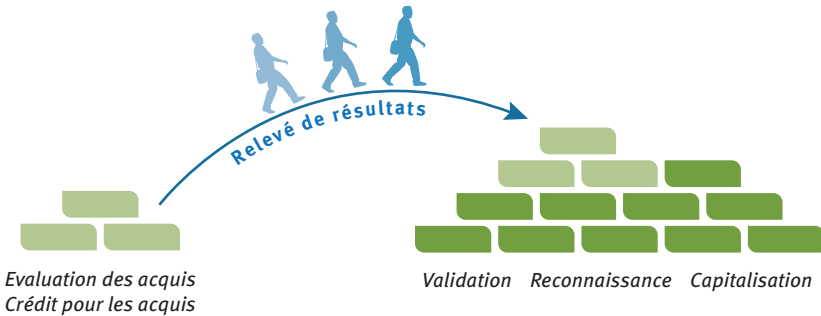 Relevé de résultats
Evaluation des acquis
Crédit pour les acquis
Validation Reconnaissance Capitalisation